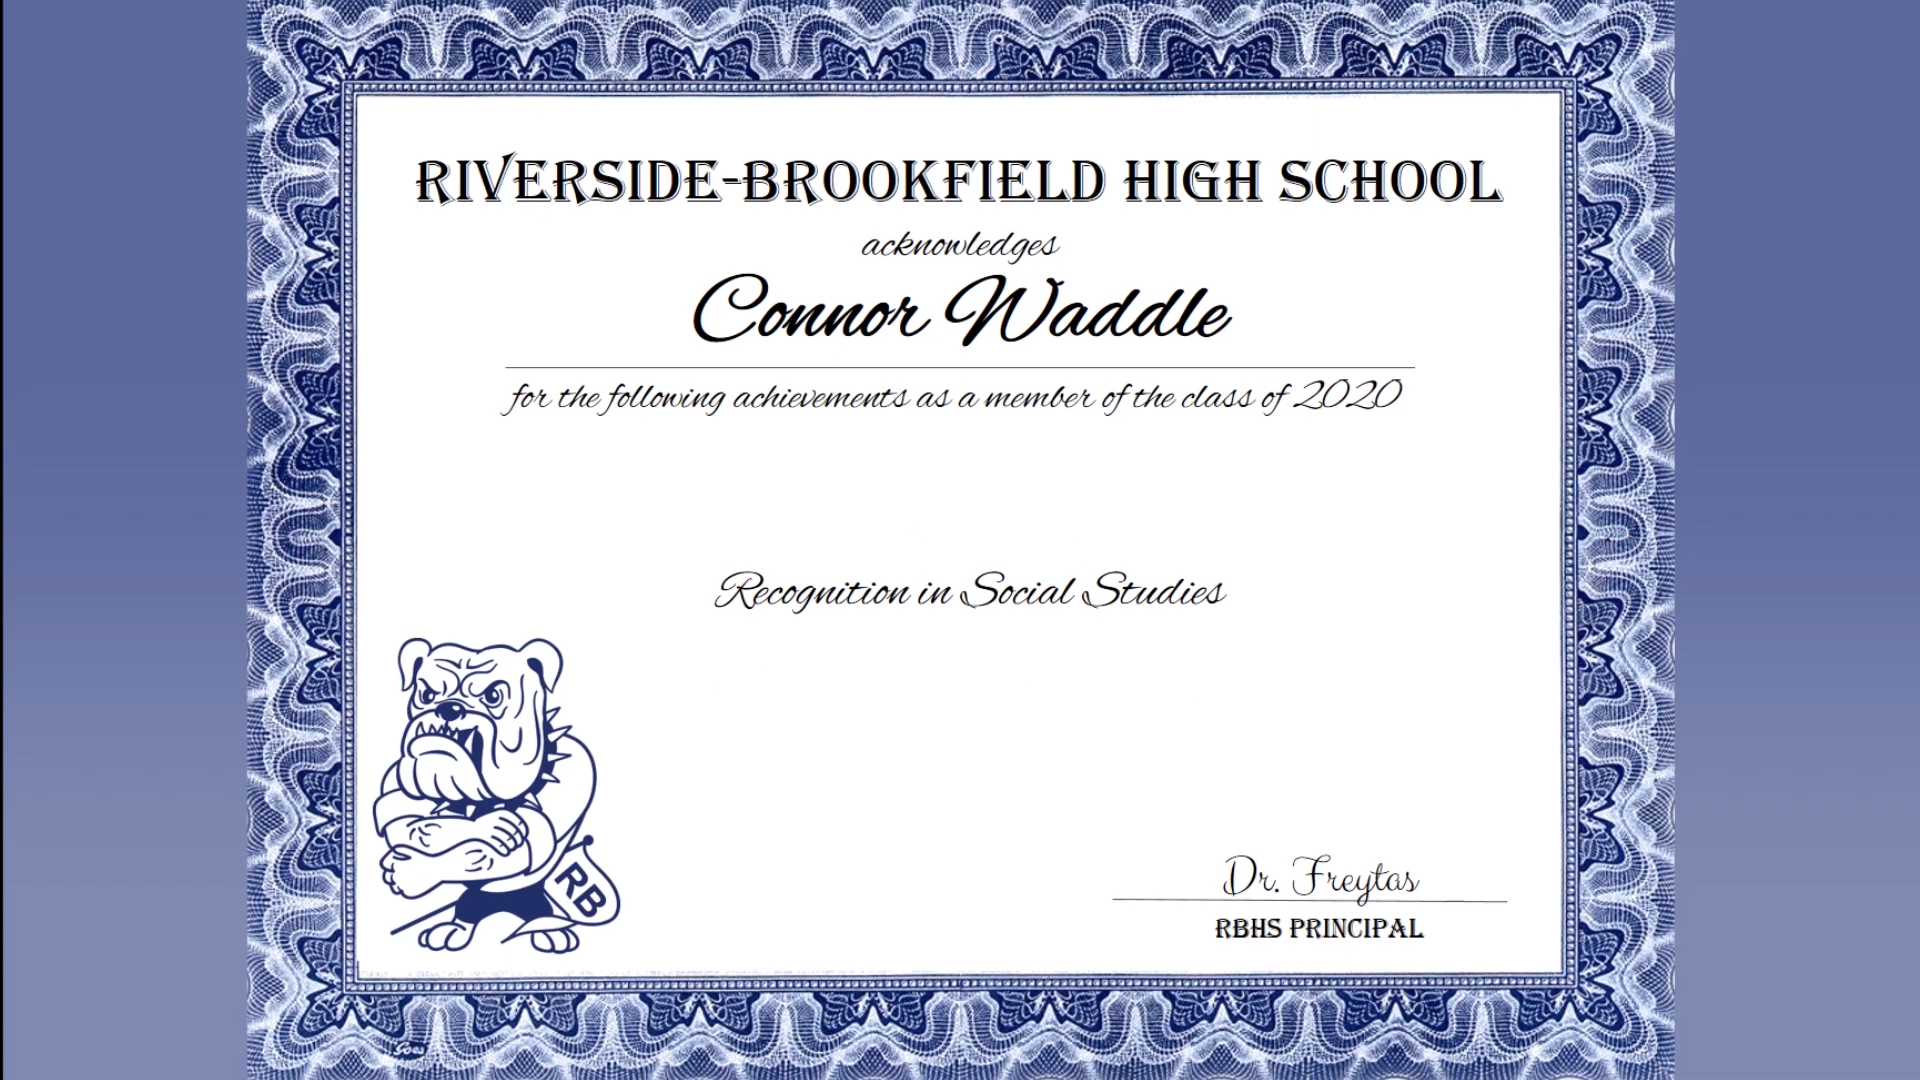 RIVERSIDE-BROOKFIELD HIGH SCHOOL
acknowledges
Connor Waddle
for the following achievements as a member of the class of 2020
Recognition in Social Studies
RB
Dr. Freytas
RBHS PRINCIPAL
Goes